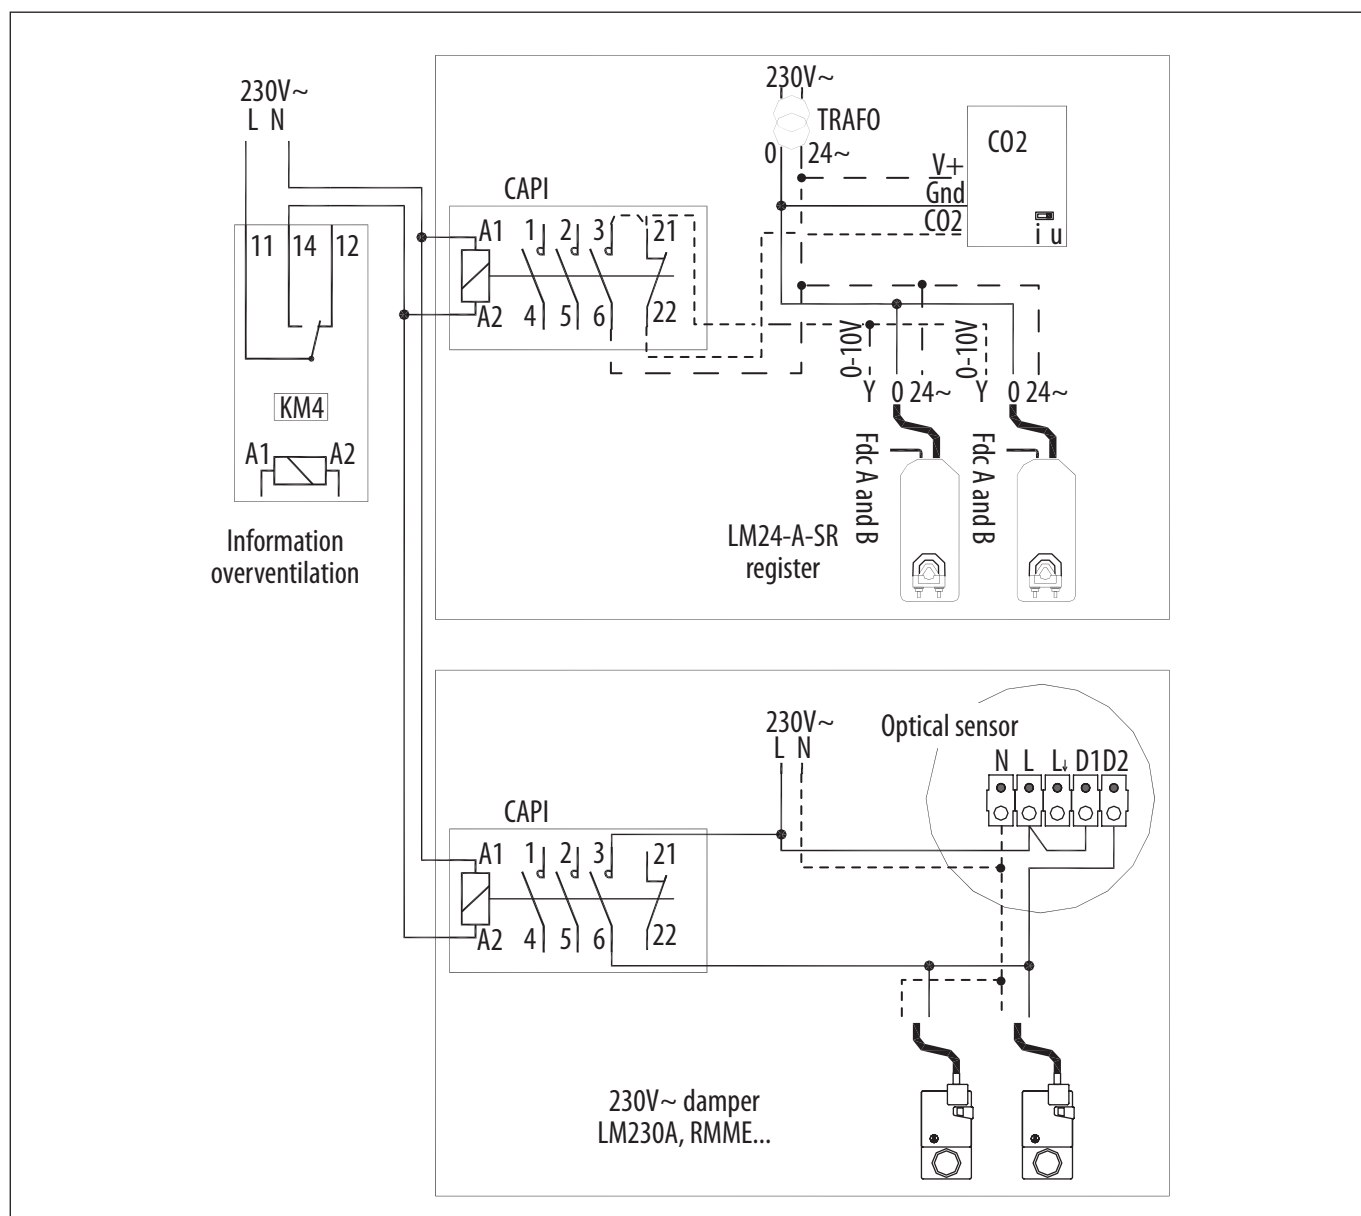 230V~
L N
11 14 12
KM4
A1 A2
Information
overventilation
230V~
TRAFO
0 24~
CO2
V+
Gnd
CO2
i u
CAPI
A1 1 2 3 21
A2 4 5 6 22
0-10V
0-10V
Y 0 24~
Y 0 24~
Fdc A and B
Fdc A and B
LM24-A-SR
register
230V~
L N
Optical sensor
N L L↓ D1 D2
CAPI
A1 1 2 3 21
A2 4 5 6 22
230V~ damper
LM230A, RMME...